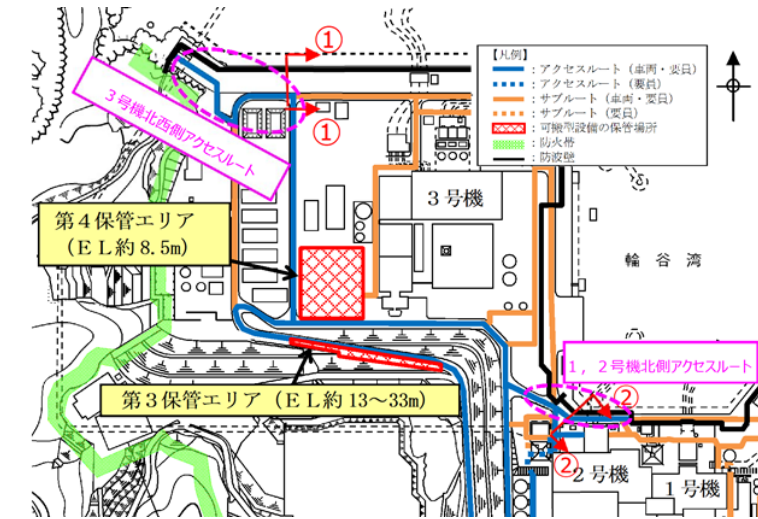 ①
①
３号機北西側アクセスルート
【凡例】
：アクセスルート（車両・要員）
：アクセスルート（要員）
：サブルート（車両・要員）
：サブルート（要員）
：可搬型設備の保管場所
：防火帯
：防波壁
３号機
第４保管エリア
（ＥＬ約 8.5m）
輪谷湾
１，２号機北側アクセスルート
第３保管エリア（ＥＬ約 13～33m）
②
②
２号機
１号機